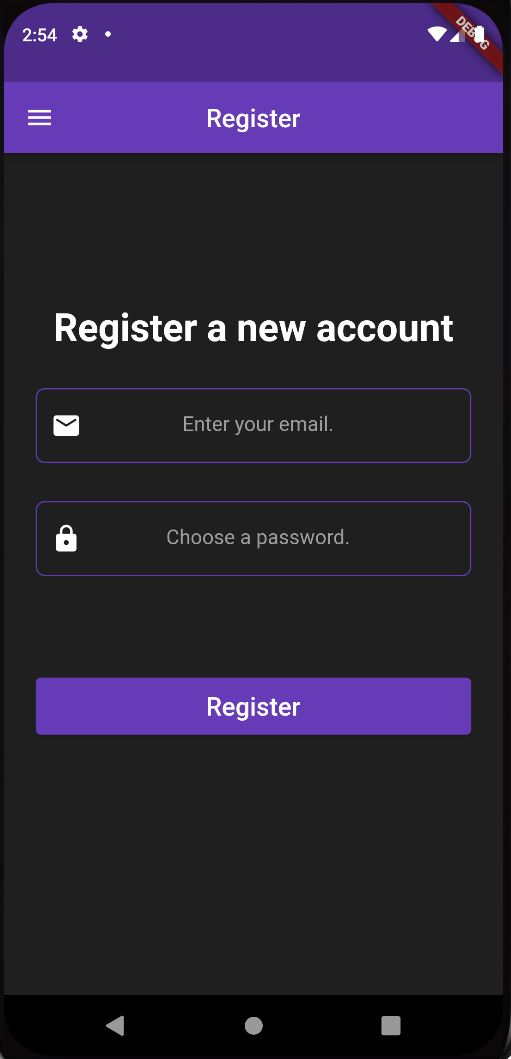 2:54
DEBUG
Register
Register a new account
Enter your email.
Choose a password.
Register